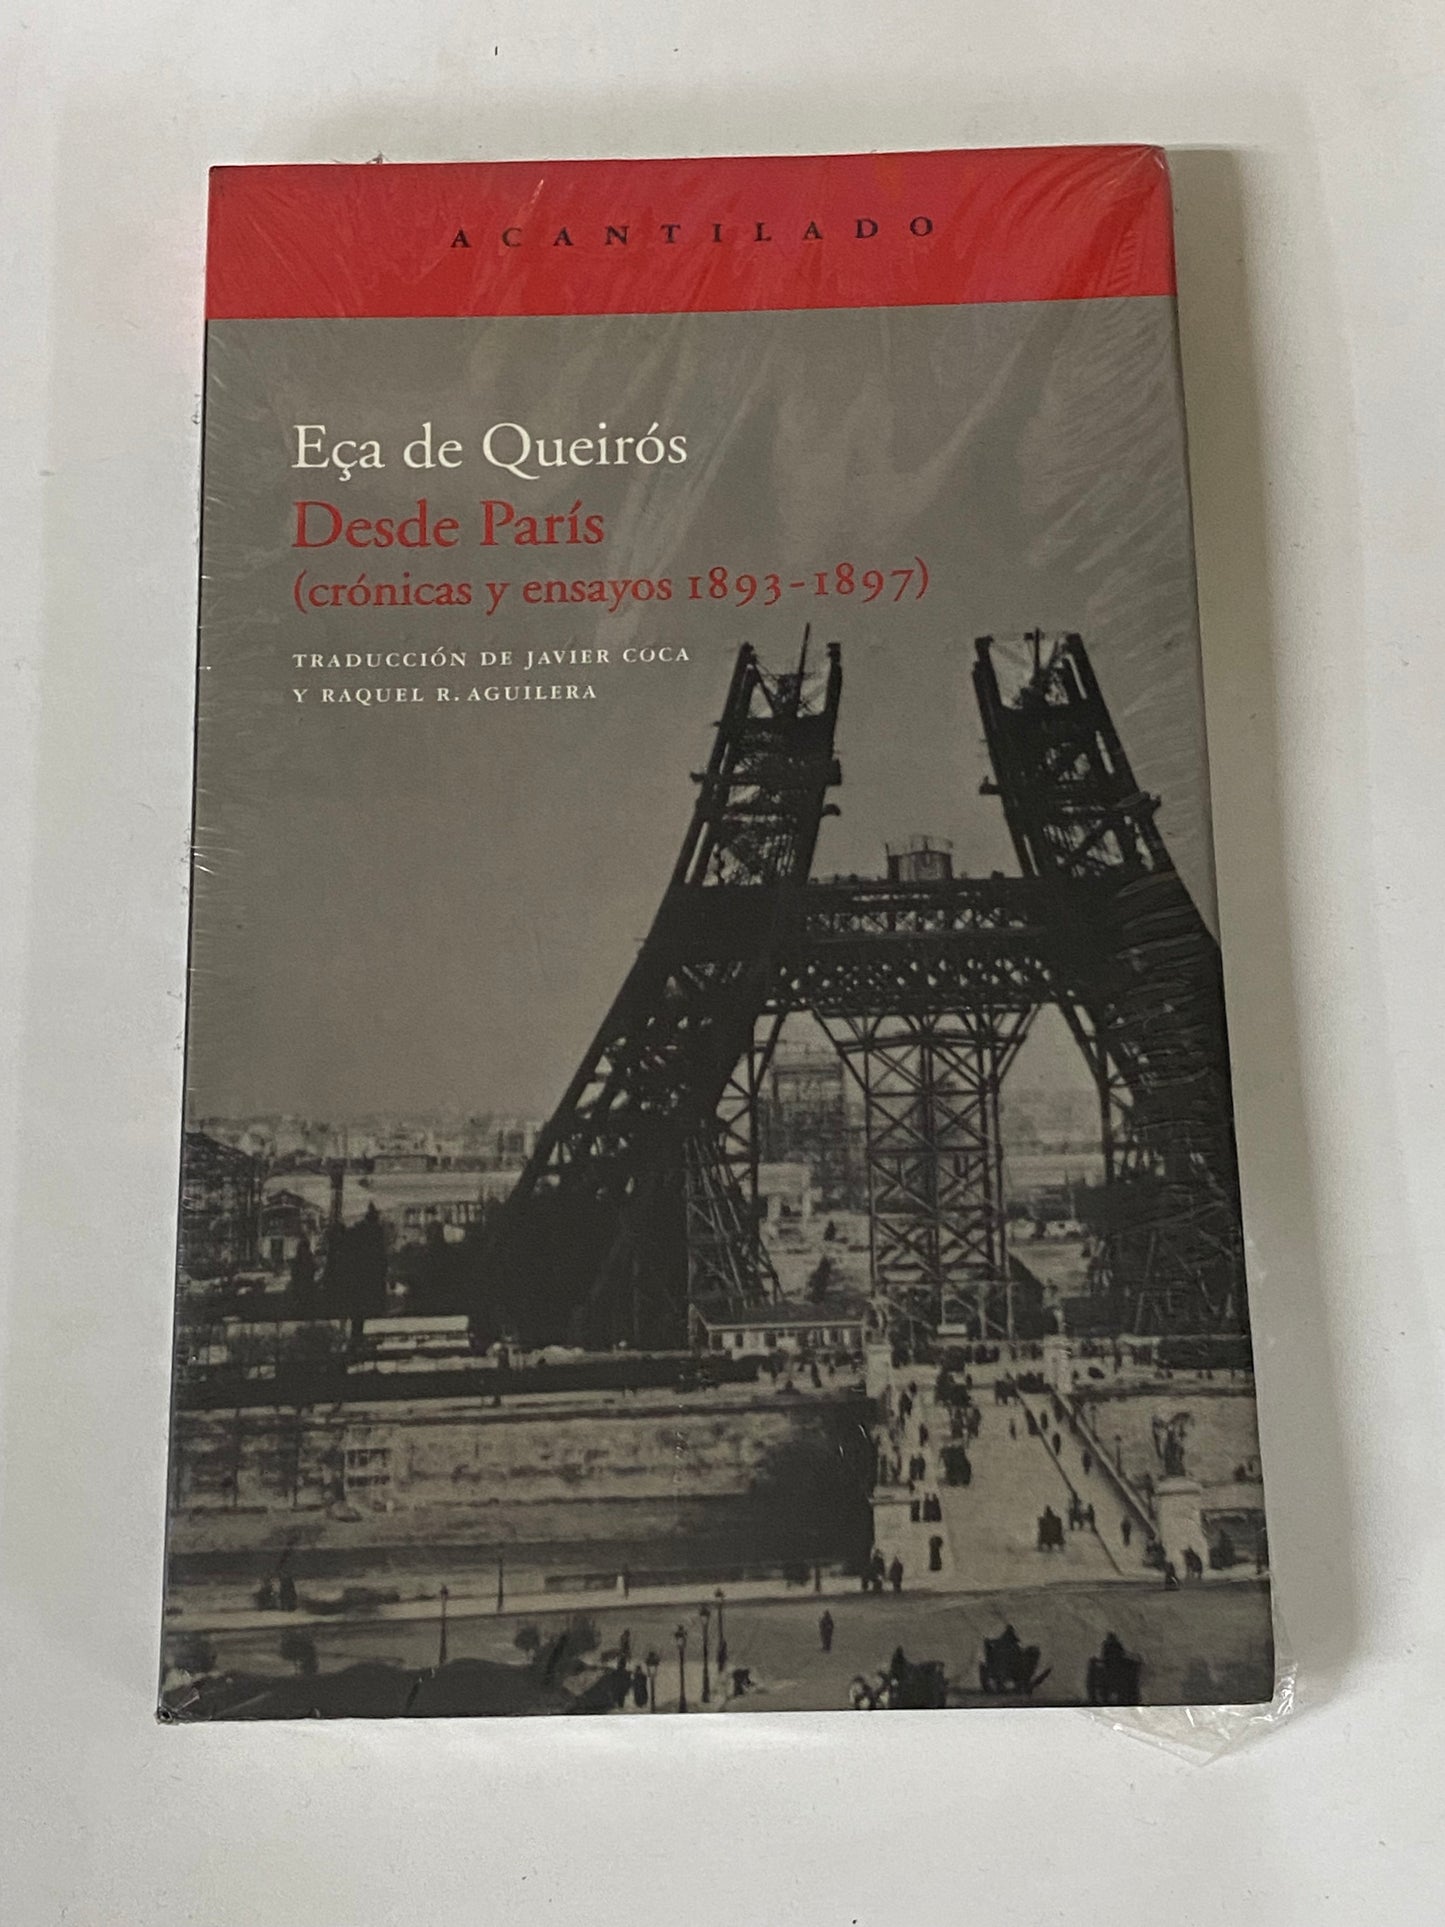 ACANTILADO
Eça de Queirós
Desde París
(crónicas y ensayos 1893-1897)
TRADUCCIÓN DE JAVIER COCA
Y RAQUEL R. AGUILERA